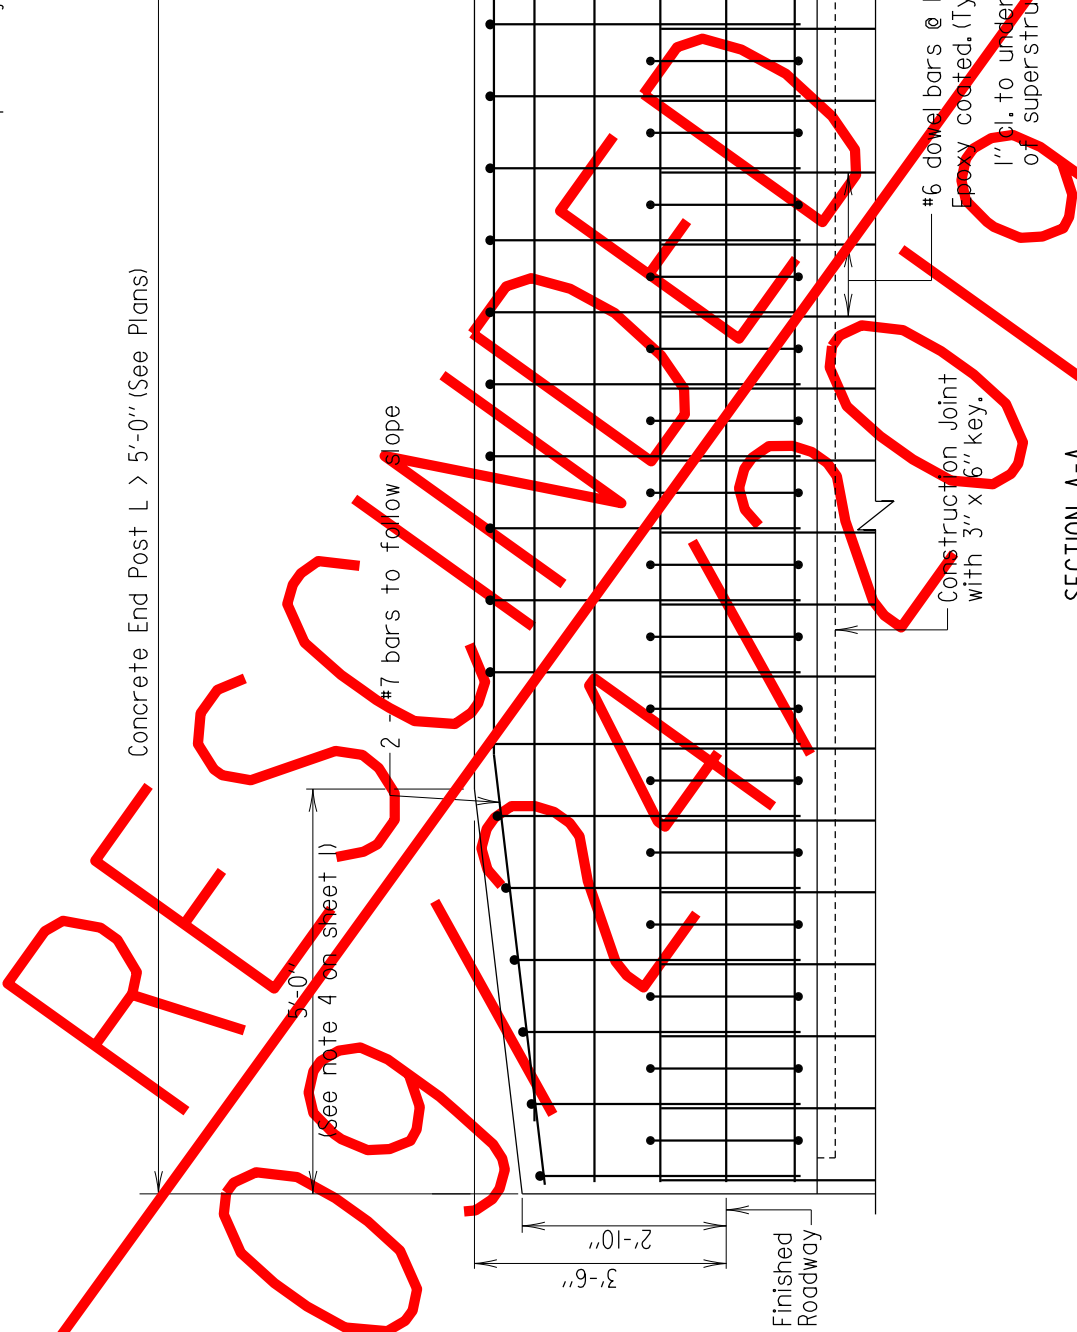 Concrete End Post L > 5'-0" (See Plans)
2 - #7 bars to follow slope
5'-0"
(See note 4 on sheet 1)
#6 dowel bars @
Epoxy coated. (Ty
1" cl. to under
of superstru
Construction Joint
with 3" x 6" key.
SECTION A-A
2'-10"
3'-6"
Finished
Roadway
RESCINDED
09/